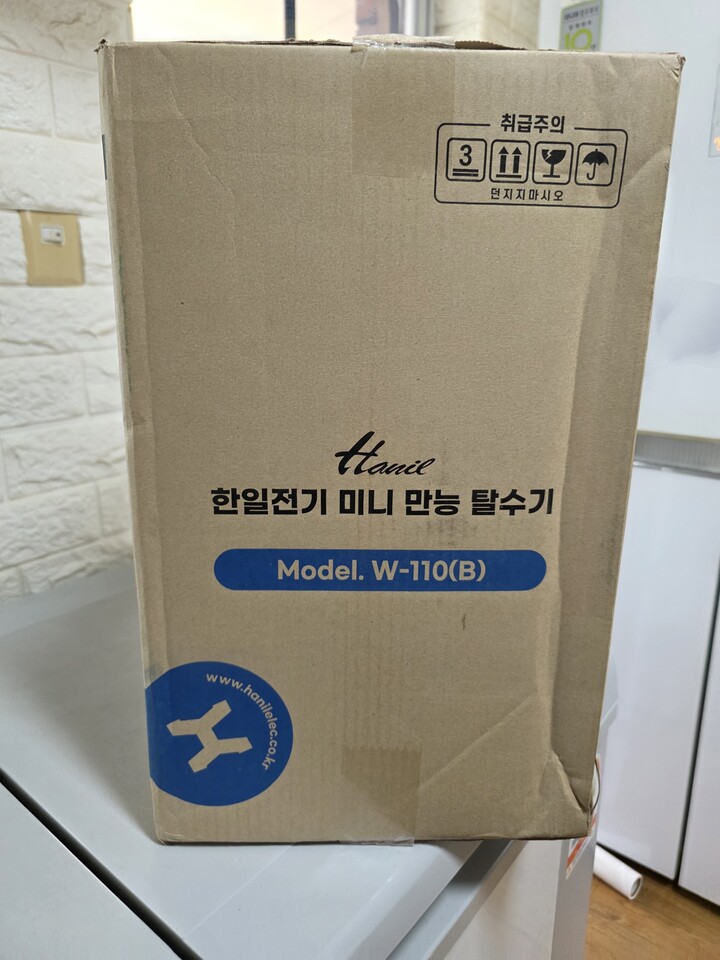 취급주의
3
던지지마시오
Hanil
한일전기 미니 만능 탈수기
Model. W-110(B)
www.hanilelec.co.kr